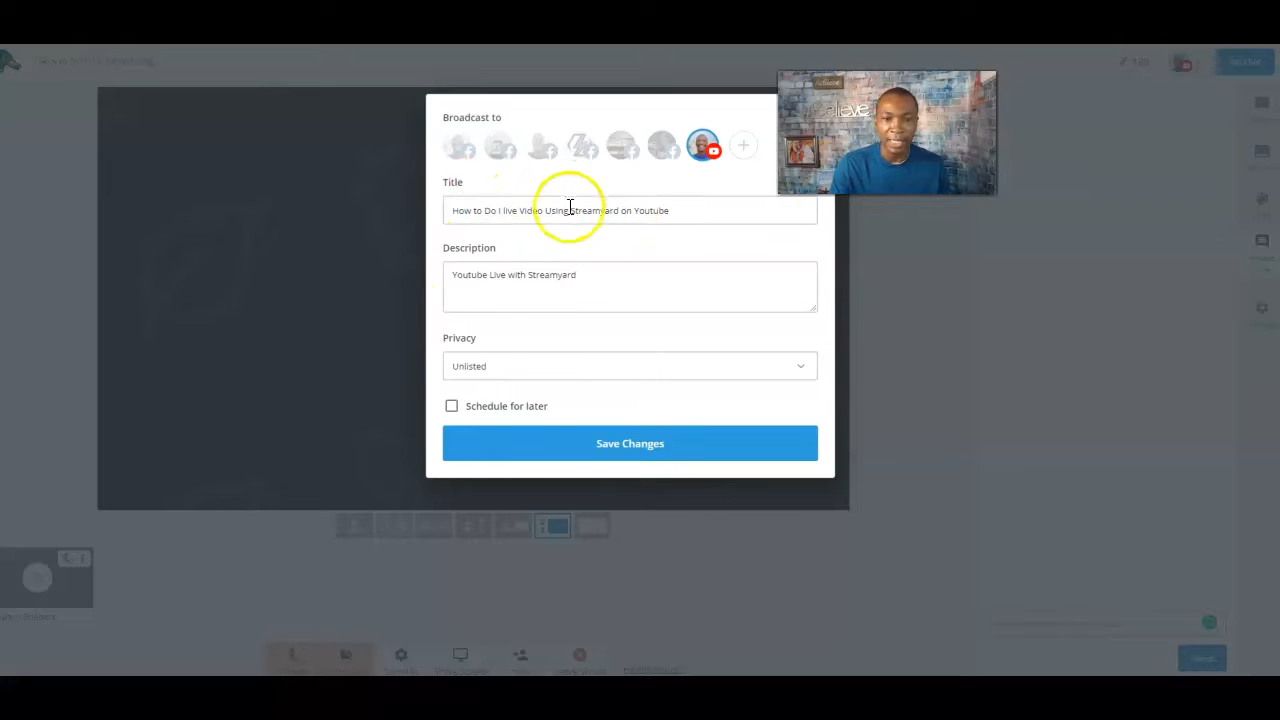 Broadcast to
Title
How to Do I live Video Using Streamyard on Youtube
Description
Youtube Live with Streamyard
Privacy
Unlisted
Schedule for later
Save Changes